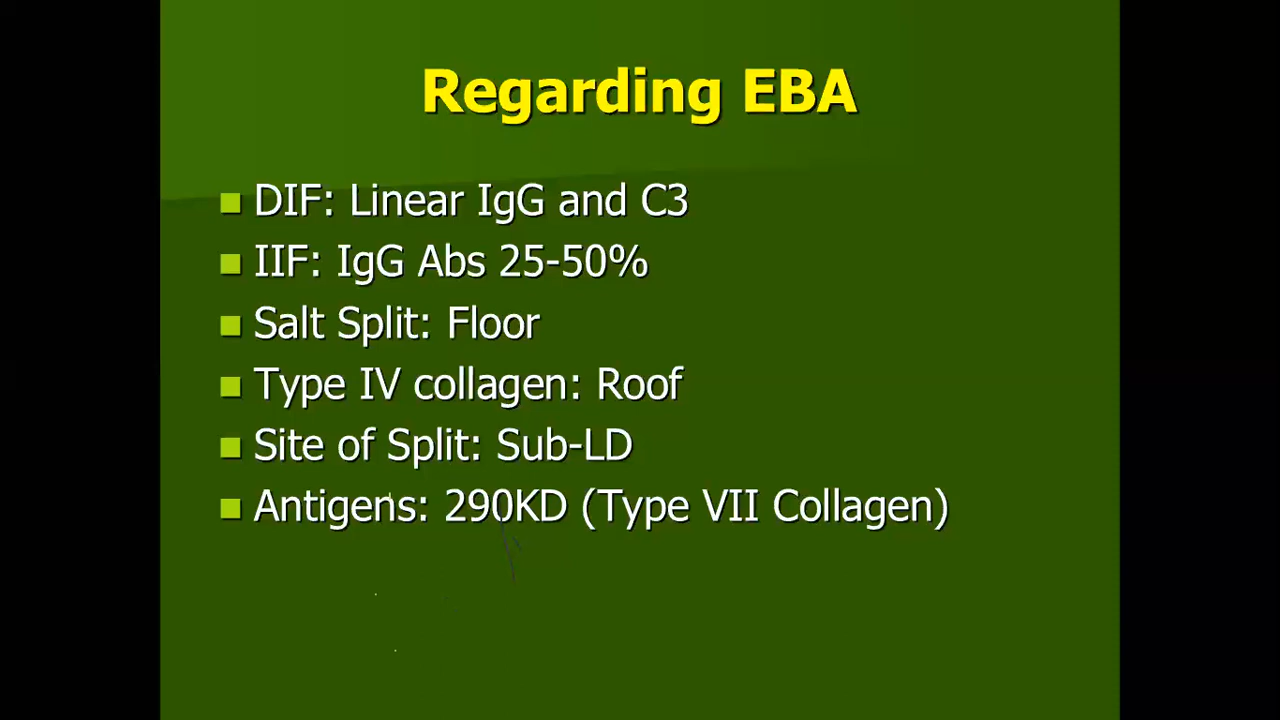 Regarding EBA
DIF: Linear IgG and C3
IIF: IgG Abs 25-50%
Salt Split: Floor
Type IV collagen: Roof
Site of Split: Sub-LD
Antigens: 290KD (Type VII Collagen)